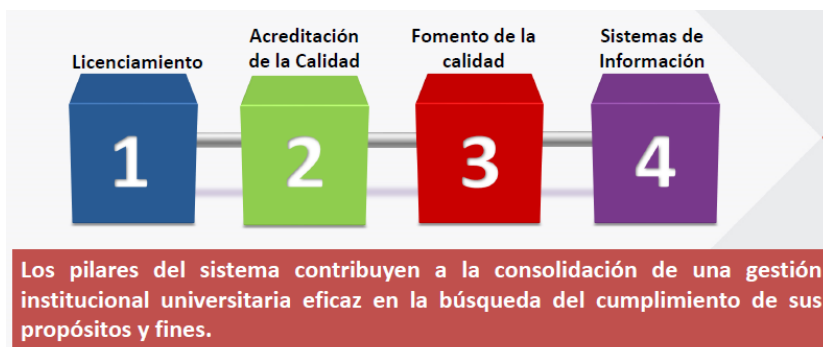 Licenciamiento
Acreditación
de la Calidad
Fomento de la
calidad
Sistemas de
Información
1
2
3
4
Los pilares del sistema contribuyen a la consolidación de una gestión
institucional universitaria eficaz en la búsqueda del cumplimiento de sus
propósitos y fines.